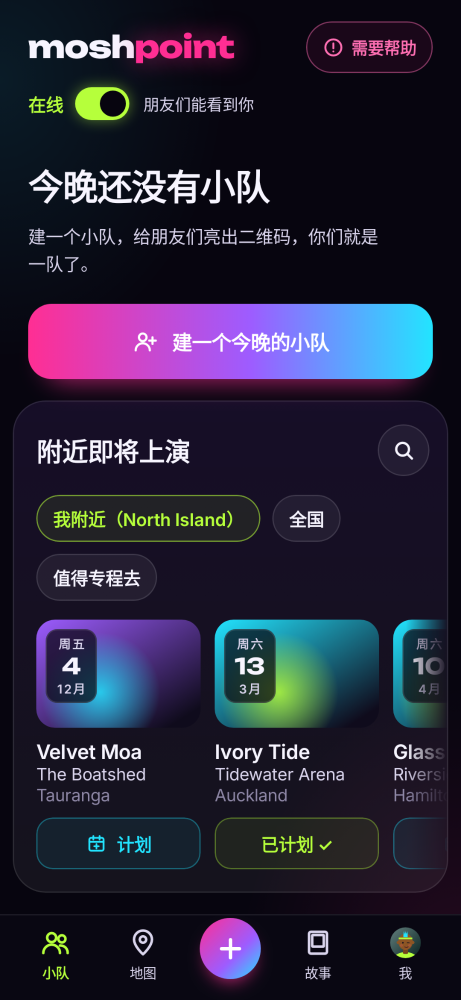 moshpoint
需要帮助
在线
朋友们能看到你
今晚还没有小队
建一个小队，给朋友们亮出二维码，你们就是
一队了。
建一个今晚的小队
附近即将上演
我附近（North Island）
全国
值得专程去
周五
4
12月
周六
13
3月
周六
10
4月
Velvet Moa
The Boatshed
Tauranga
Ivory Tide
Tidewater Arena
Auckland
Glass
计划
已计划 ✓
小队
地图
故事
我